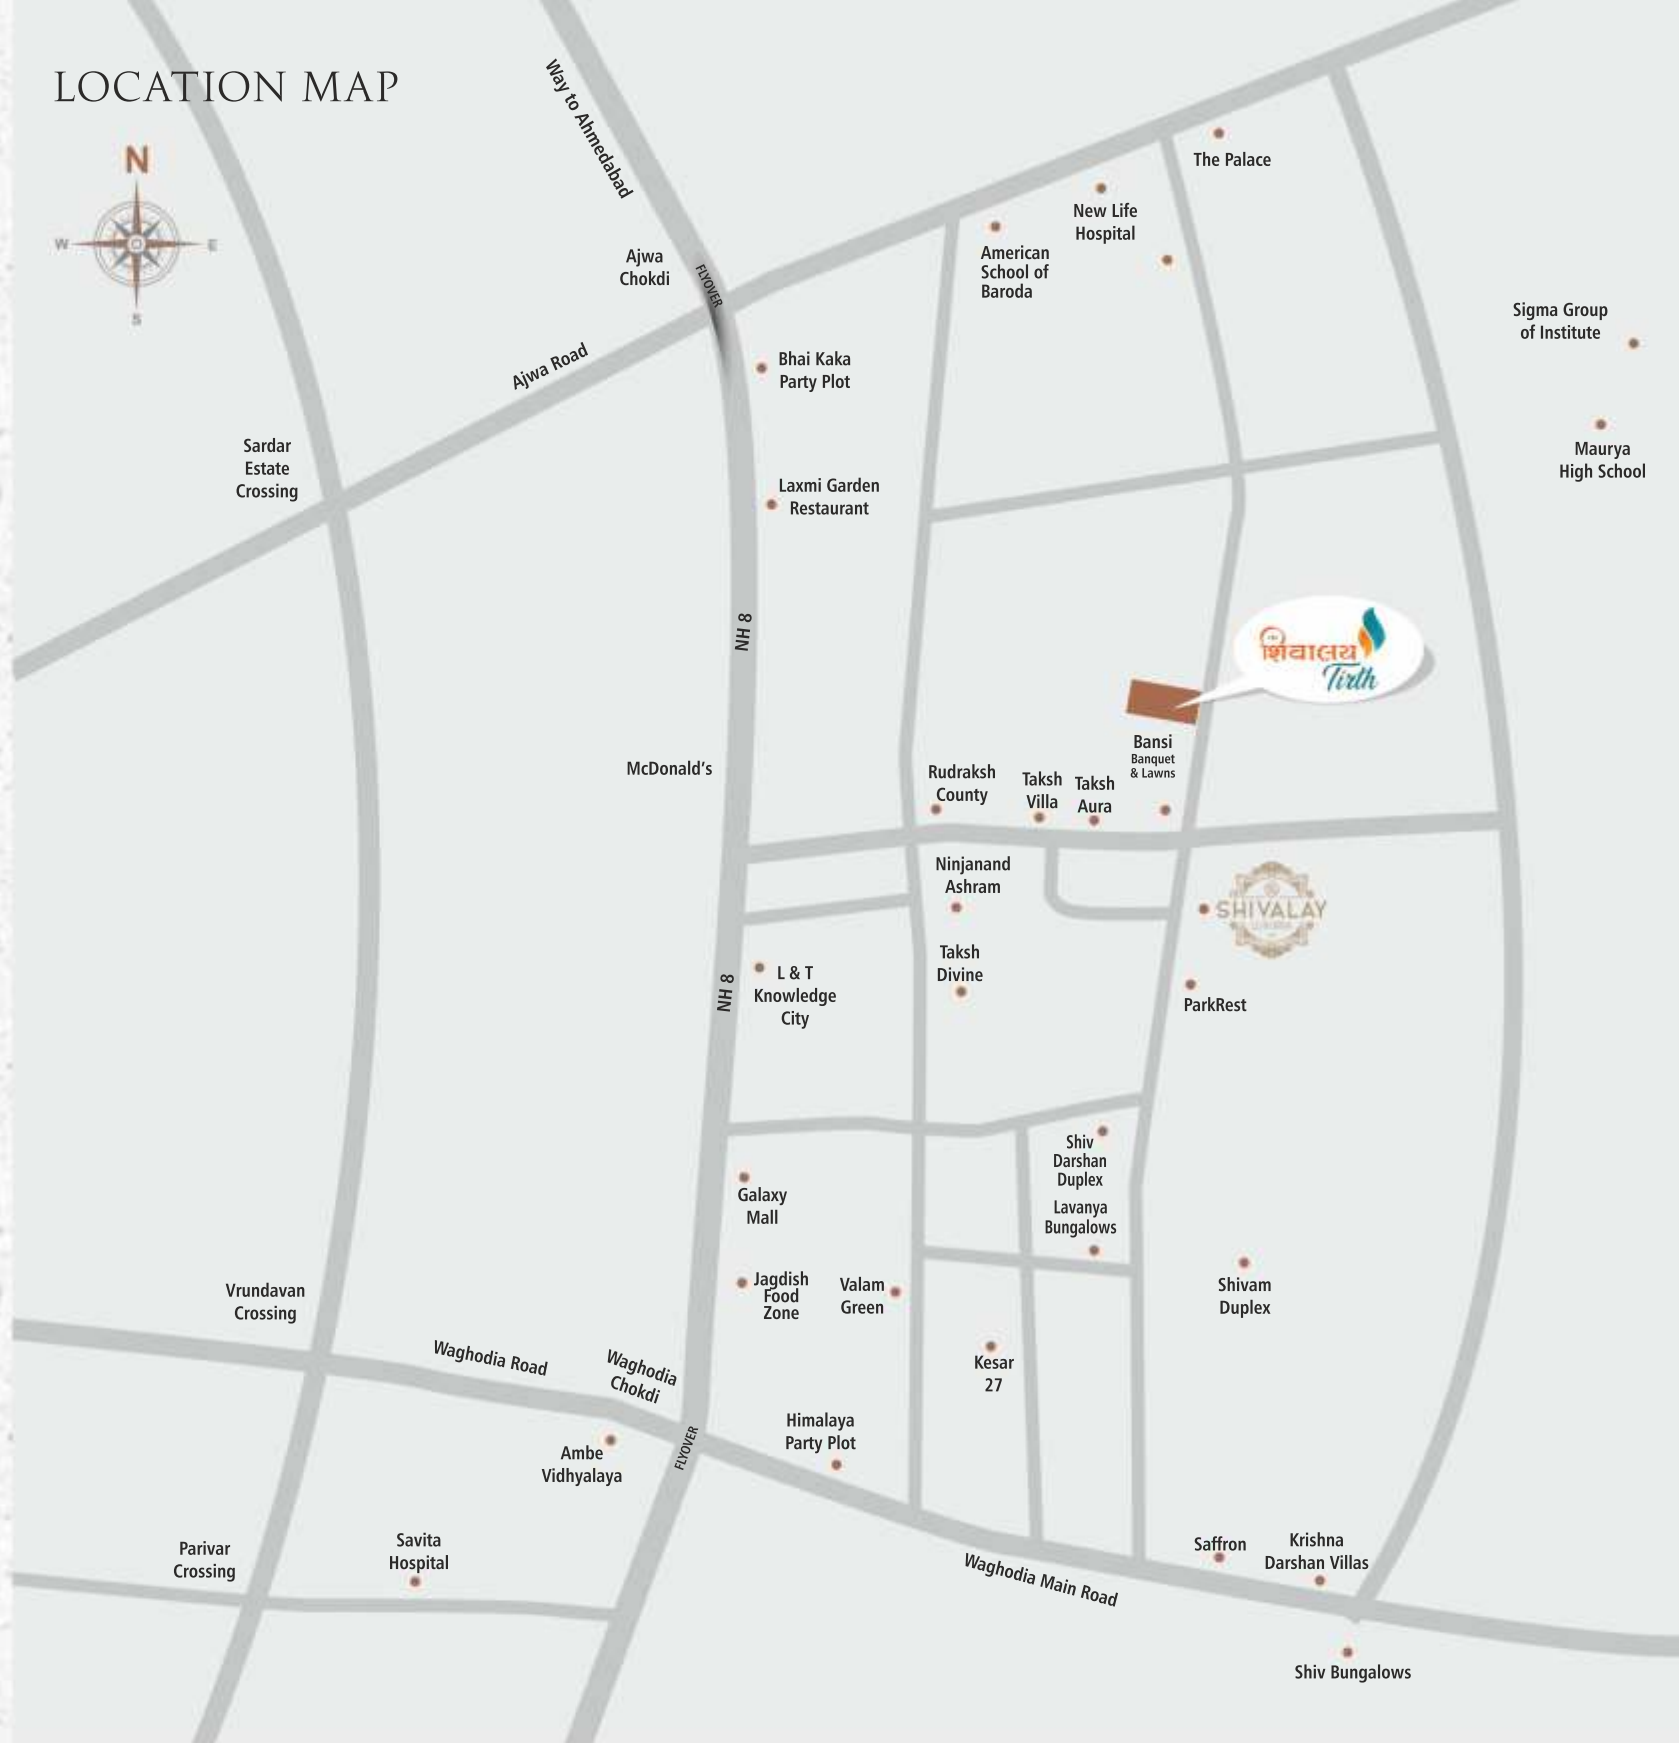 LOCATION MAP
N
W
E
S
Way to Ahmedabad
Ajwa
Chokdi
FLYOVER
Ajwa Road
The Palace
New Life
Hospital
American
School of
Baroda
Sigma Group
of Institute
Maurya
High School
Bhai Kaka
Party Plot
Sardar
Estate
Crossing
Laxmi Garden
Restaurant
NH 8
शिवालय
Tirth
McDonald's
Bansi
Banquet
& Lawns
Rudraksh
County
Taksh
Villa
Taksh
Aura
Ninjanand
Ashram
SHIVALAY
Taksh
Divine
L & T
Knowledge
City
NH 8
ParkRest
Shiv
Darshan
Duplex
Lavanya
Bungalows
Galaxy
Mall
Jagdish
Food
Zone
Valam
Green
Shivam
Duplex
Vrundavan
Crossing
Waghodia Road
Waghodia
Chokdi
Kesar
27
Himalaya
Party Plot
FLYOVER
Ambe
Vidhyalaya
Parivar
Crossing
Savita
Hospital
Waghodia Main Road
Saffron
Krishna
Darshan Villas
Shiv Bungalows